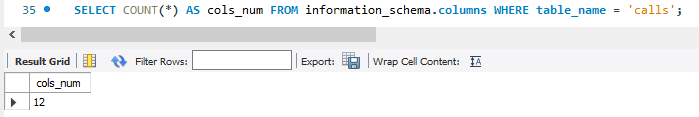 35 SELECT COUNT(*) AS cols_num FROM information_schema.columns WHERE table_name = 'calls';
Result Grid Filter Rows: Export: Wrap Cell Content: IA
cols_num
12